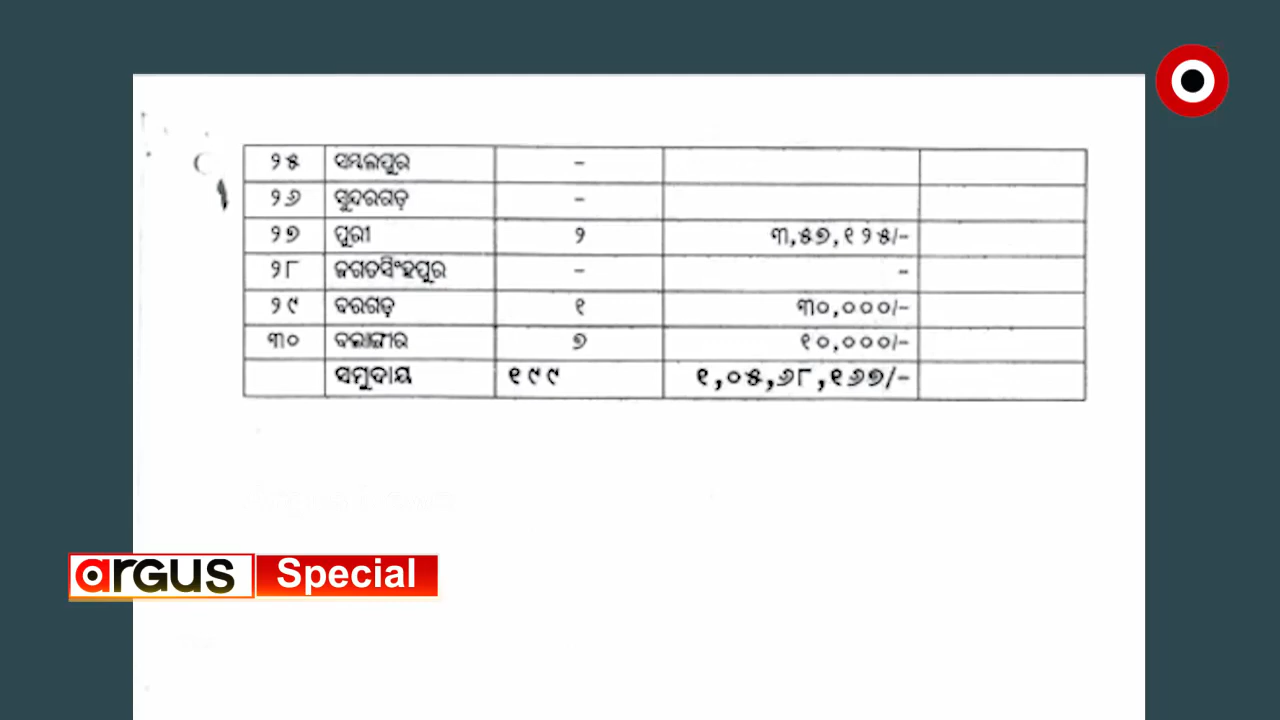 ୨୫ ସମ୍ବଲପୁର -
୨୬ ସୁନ୍ଦରଗଡ଼ -
୨୭ ପୁରୀ ୨ ୩,୫୭,୧୨୫/-
୨୮ ଜଗତସିଂହପୁର - -
୨୯ ବରଗଡ଼ ୧ ୩୦,୦୦୦/-
୩୦ ବଲାଙ୍ଗୀର ୭ ୧୦,୦୦୦/-
ସମୁଦାୟ ୧୯୯ ୧,୦୫,୬୮,୧୬୭/-
argus Special